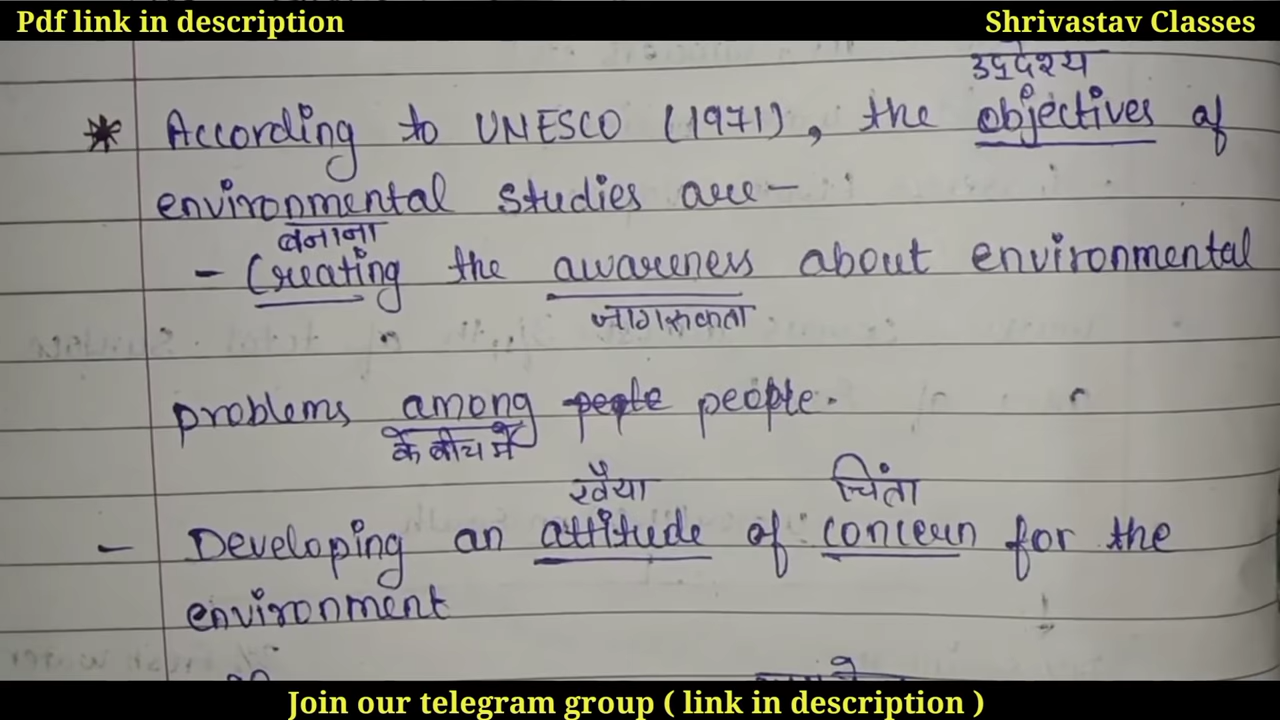 Pdf link in description
Shrivastav Classes
उद्देश्य
* According to UNESCO (1971), the objectives of
environmental studies are-
बनाना
- Creating the awareness about environmental
जागरूकता
problems among people.
के बीच में
रवैया चिंता
- Developing an attitude of concern for the
environment
Join our telegram group ( link in description )